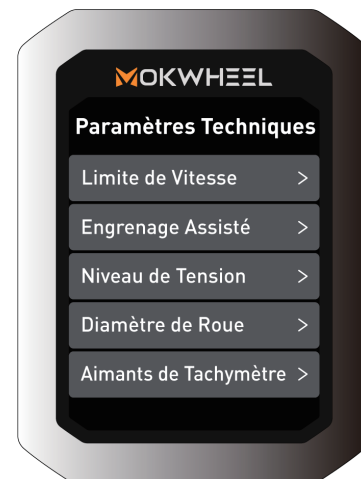 MOKWHEEL
Paramètres Techniques
Limite de Vitesse >
Engrenage Assisté >
Niveau de Tension >
Diamètre de Roue >
Aimants de Tachymètre >